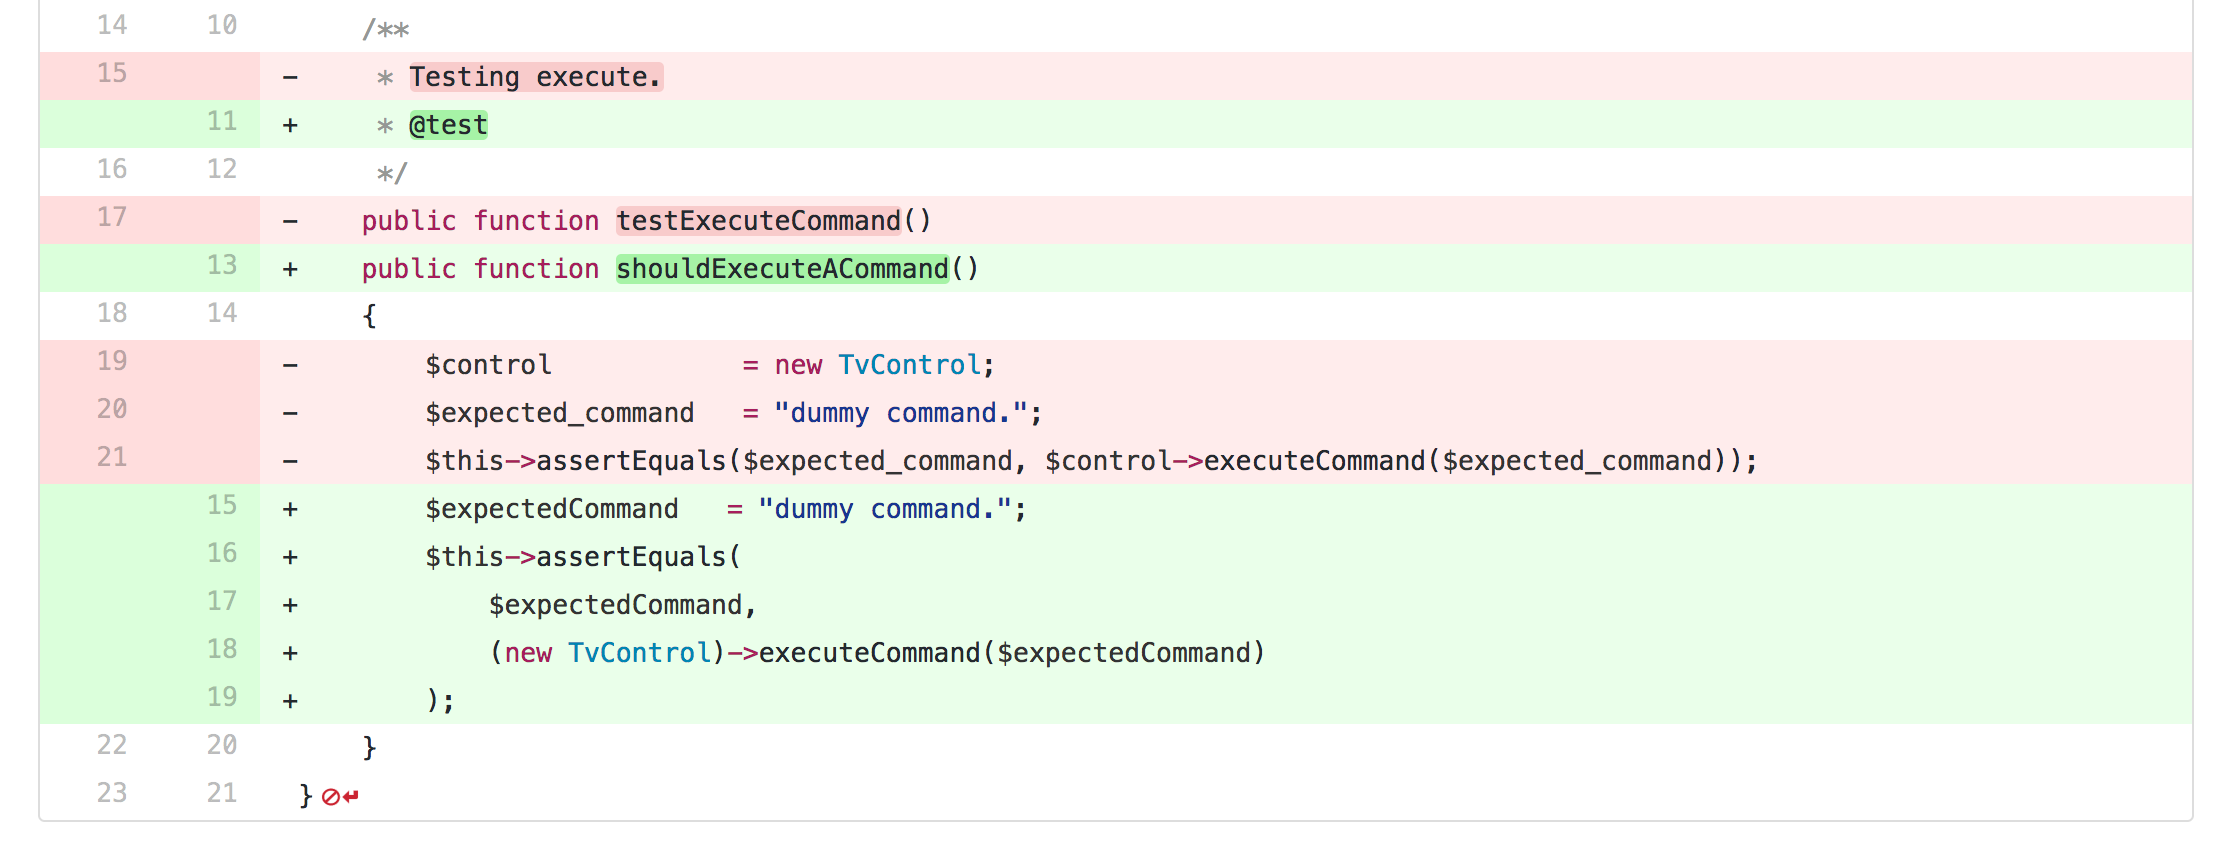 14 10 /**
15 - * Testing execute.
11 + * @test
16 12 */
17 - public function testExecuteCommand()
13 + public function shouldExecuteACommand()
18 14 {
19 - $control = new TvControl;
20 - $expected_command = "dummy command.";
21 - $this->assertEquals($expected_command, $control->executeCommand($expected_command));
15 + $expectedCommand = "dummy command.";
16 + $this->assertEquals(
17 + $expectedCommand,
18 + (new TvControl)->executeCommand($expectedCommand)
19 + );
22 20 }
23 21 }